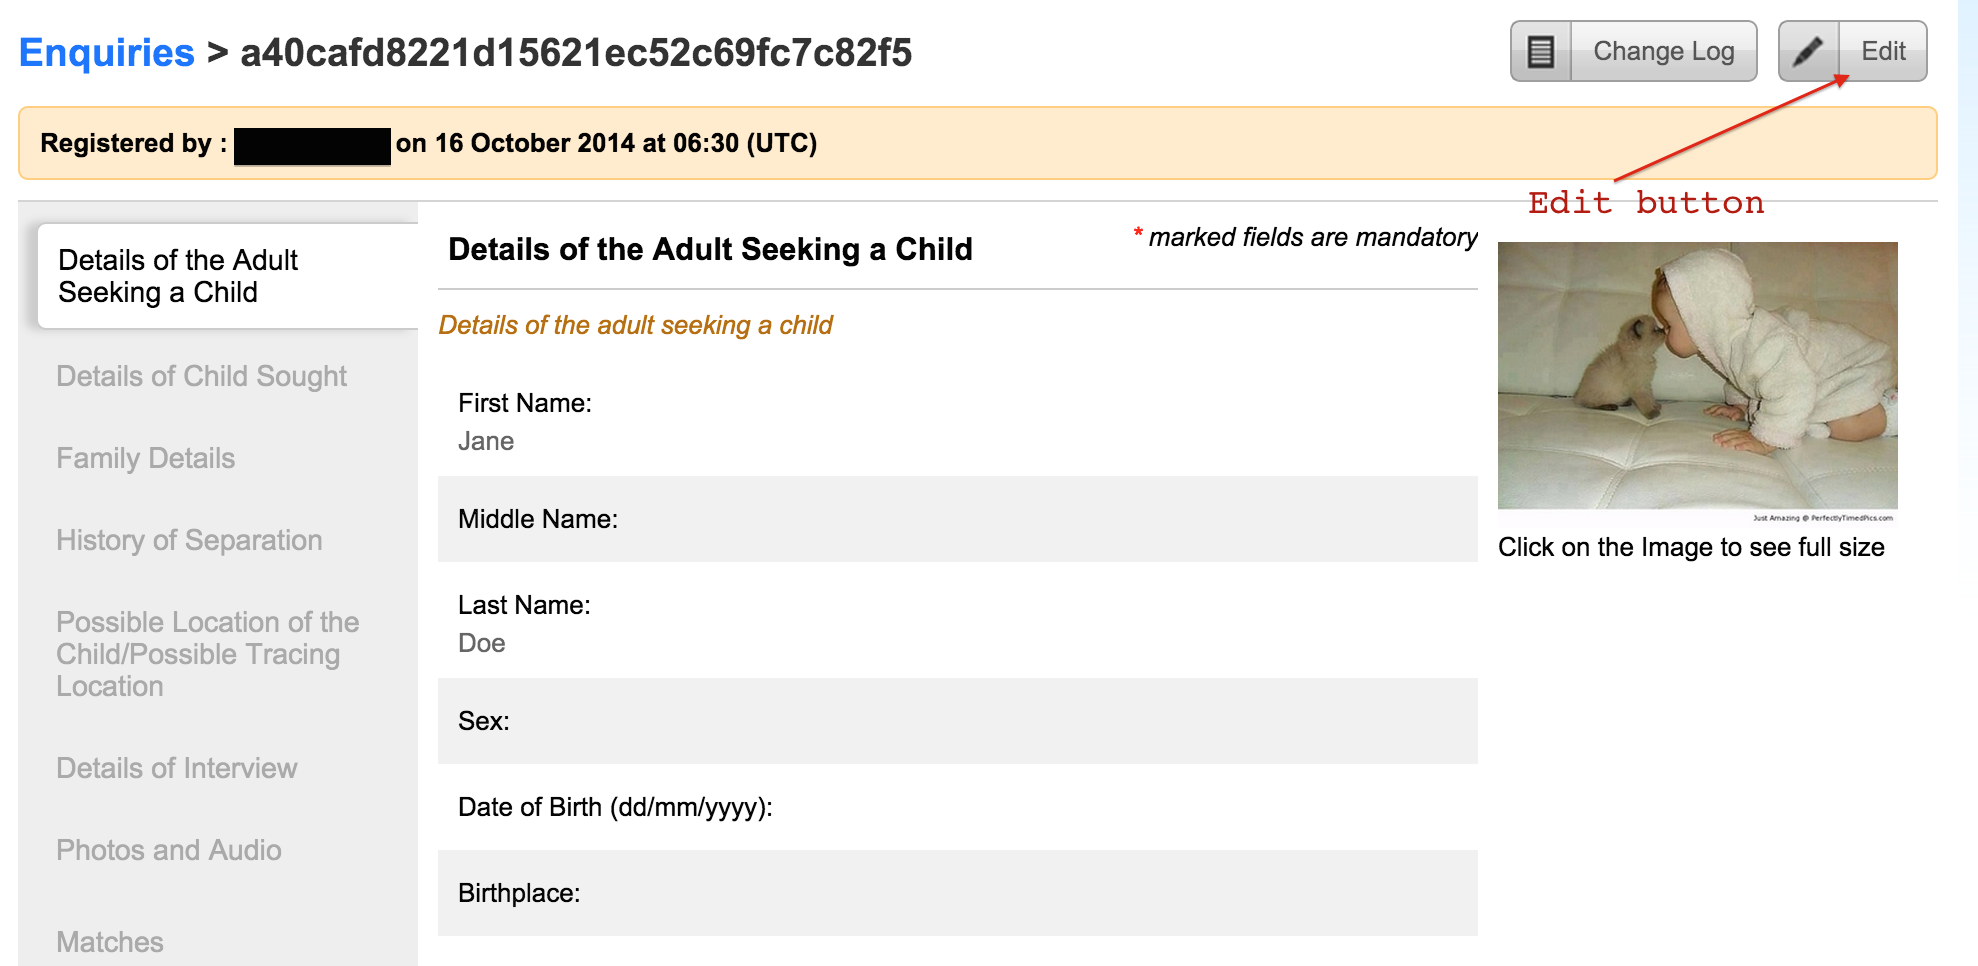 Enquiries > a40cafd8221d15621ec52c69fc7c82f5
Change Log
Edit
Registered by : on 16 October 2014 at 06:30 (UTC)
Edit button
Details of the Adult
Seeking a Child
Details of Child Sought
Family Details
History of Separation
Possible Location of the
Child/Possible Tracing
Location
Details of Interview
Photos and Audio
Matches
Details of the Adult Seeking a Child
* marked fields are mandatory
Details of the adult seeking a child
First Name:
Jane
Middle Name:
Last Name:
Doe
Sex:
Date of Birth (dd/mm/yyyy):
Birthplace:
Just Amazing @ PerfectlyTimedPics.com
Click on the Image to see full size